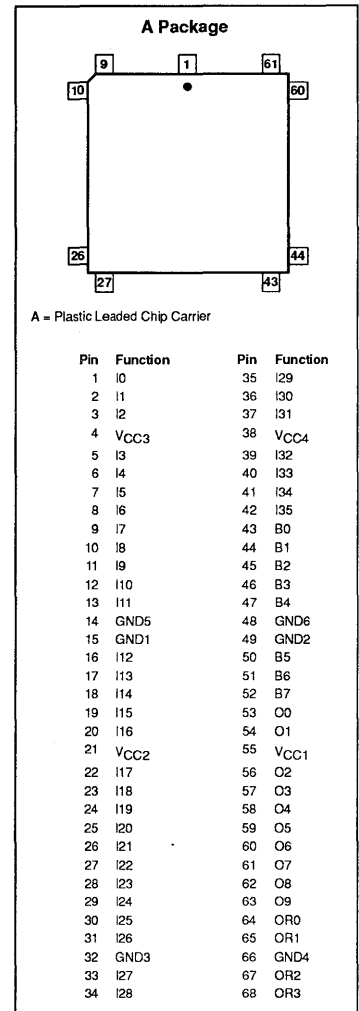 A Package
9 1 61
10 60
26 44
27 43
A = Plastic Leaded Chip Carrier
Pin Function Pin Function
1 I0 35 I29
2 I1 36 I30
3 I2 37 I31
4 VCC3 38 VCC4
5 I3 39 I32
6 I4 40 I33
7 I5 41 I34
8 I6 42 I35
9 I7 43 B0
10 I8 44 B1
11 I9 45 B2
12 I10 46 B3
13 I11 47 B4
14 GND5 48 GND6
15 GND1 49 GND2
16 I12 50 B5
17 I13 51 B6
18 I14 52 B7
19 I15 53 O0
20 I16 54 O1
21 VCC2 55 VCC1
22 I17 56 O2
23 I18 57 O3
24 I19 58 O4
25 I20 59 O5
26 I21 60 O6
27 I22 61 O7
28 I23 62 O8
29 I24 63 O9
30 I25 64 OR0
31 I26 65 OR1
32 GND3 66 GND4
33 I27 67 OR2
34 I28 68 OR3